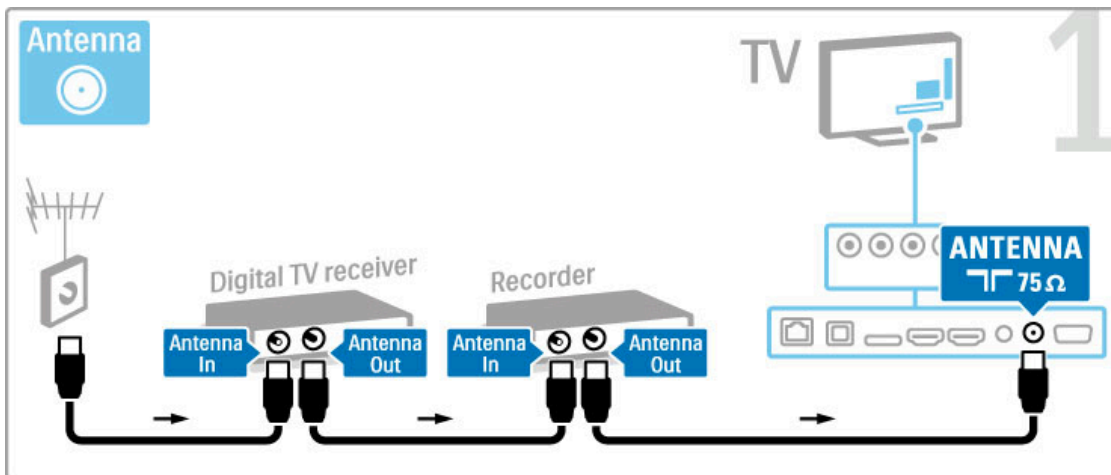 Antenna
TV
1
Digital TV receiver
Recorder
ANTENNA
75 Ω
Antenna
In
Antenna
Out
Antenna
In
Antenna
Out